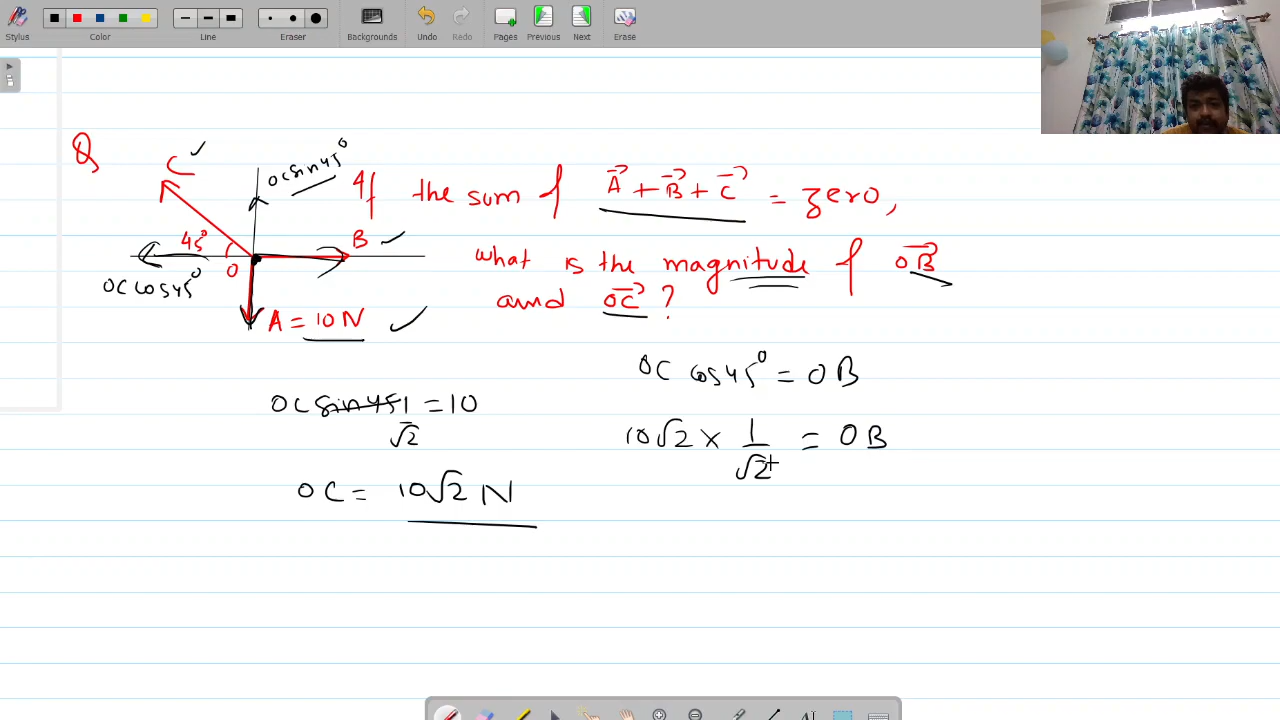 Stylus Color Line Eraser Backgrounds Undo Redo Pages Previous Next Erase
Q
C
OC sin45°
If the sum of A⃗ + B⃗ + C⃗ = zero,
45°
B
O
what is the magnitude of OB⃗
OC cos45°
and OC⃗ ?
A = 10 N
OC cos45° = OB
OC sin45 1/√2 = 10
10√2 × 1/√2 = OB
OC = 10√2 N